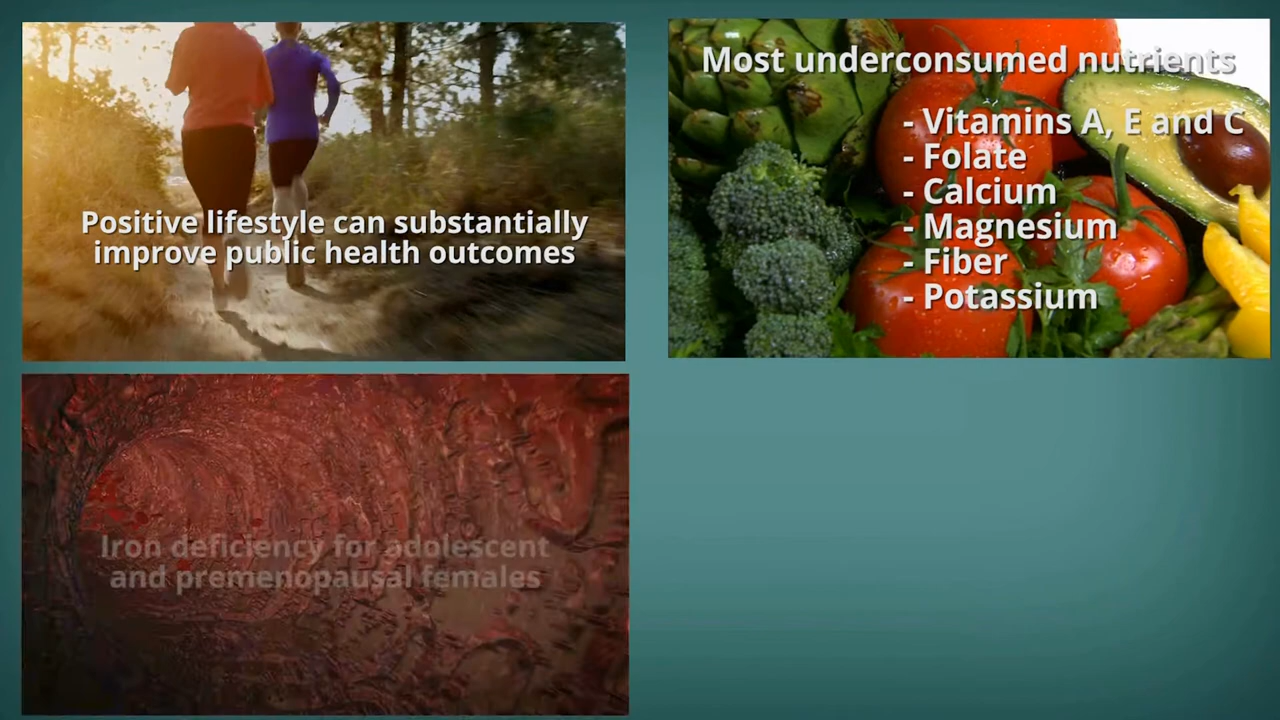 Positive lifestyle can substantially
improve public health outcomes
Most underconsumed nutrients
- Vitamins A, E and C
- Folate
- Calcium
- Magnesium
- Fiber
- Potassium
Iron deficiency for adolescent
and premenopausal females